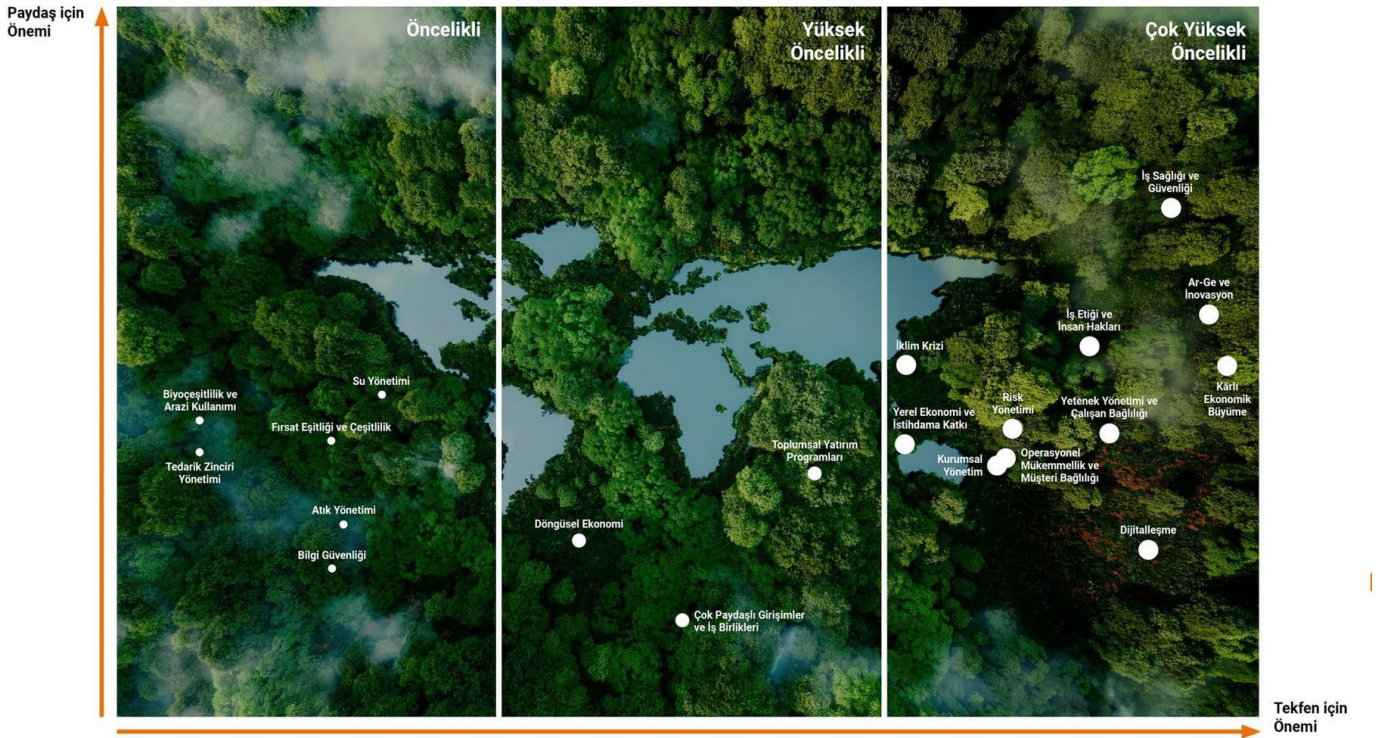 Paydaş için
Önemi
Öncelikli
Yüksek
Öncelikli
Çok Yüksek
Öncelikli
İş Sağlığı ve
Güvenliği
Ar-Ge ve
İnovasyon
İş Etiği ve
İnsan Hakları
İklim Krizi
Kârlı
Ekonomik
Büyüme
Su Yönetimi
Biyoçeşitlilik ve
Arazi Kullanımı
Fırsat Eşitliği ve Çeşitlilik
Tedarik Zinciri
Yönetimi
Atık Yönetimi
Bilgi Güvenliği
Toplumsal Yatırım
Programları
Döngüsel Ekonomi
Çok Paydaşlı Girişimler
ve İş Birlikleri
Yerel Ekonomi ve
İstihdama Katkı
Risk
Yönetimi
Yetenek Yönetimi ve
Çalışan Bağlılığı
Kurumsal
Yönetim
Operasyonel
Mükemmellik ve
Müşteri Bağlılığı
Dijitalleşme
Tekfen için
Önemi